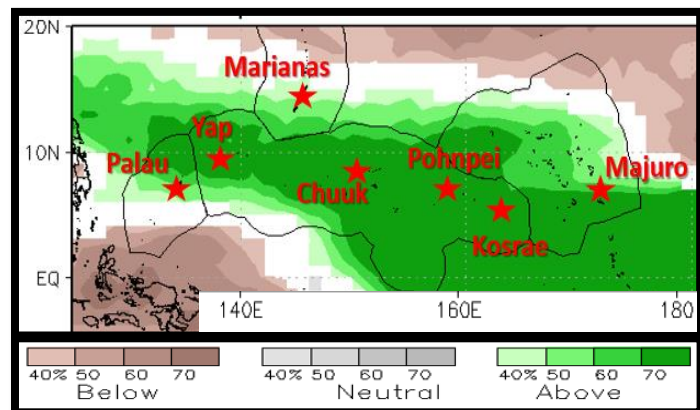 20N
Marianas
Yap
10N
Palau
Pohnpei
Majuro
Chuuk
Kosrae
EQ
140E 160E 180
40% 50 60 70 40% 50 60 70 40% 50 60 70
Below Neutral Above